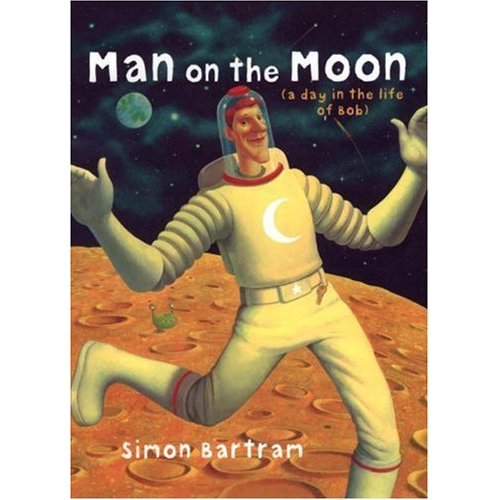 Man on the Moon
(a day in the life
of Bob)
Simon Bartram